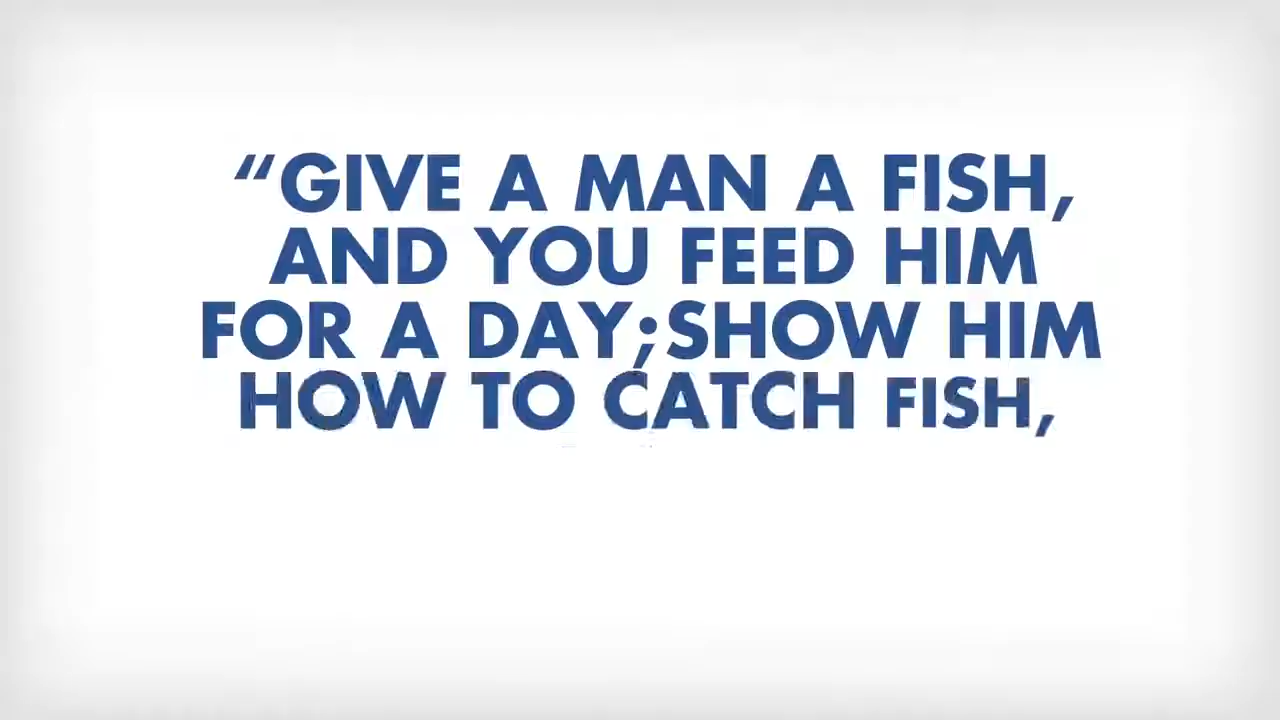 “GIVE A MAN A FISH,
AND YOU FEED HIM
FOR A DAY;SHOW HIM
HOW TO CATCH FISH,